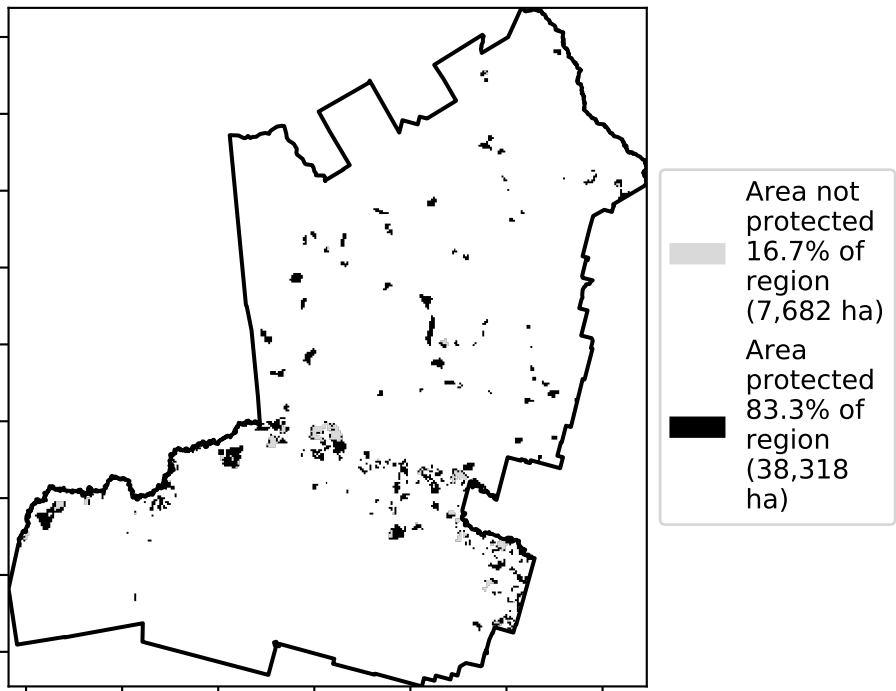 Area not
protected
16.7% of
region
(7,682 ha)
Area
protected
83.3% of
region
(38,318
ha)